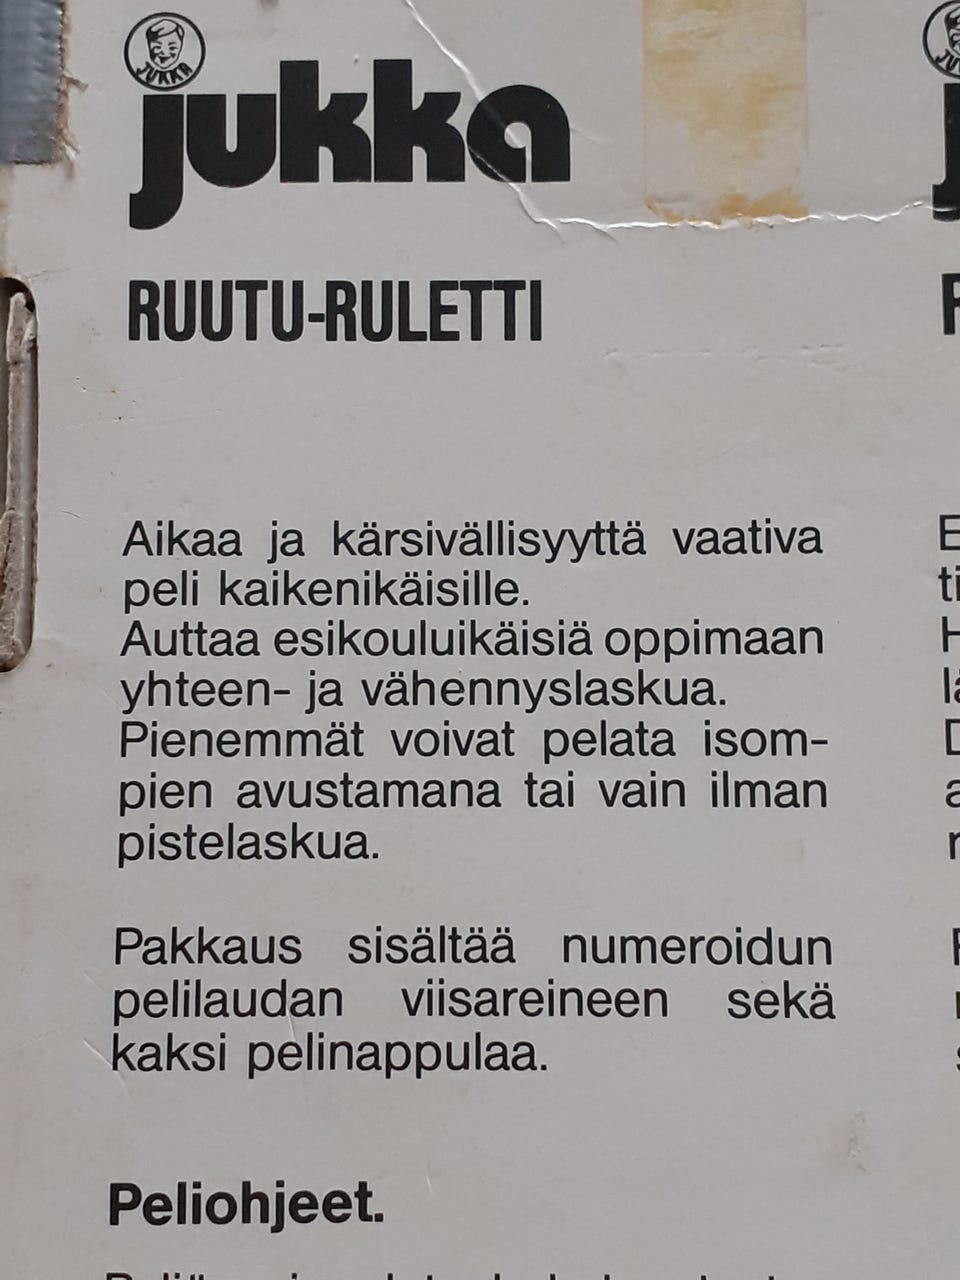 JUKKA
jukka
RUUTU-RULETTI
Aikaa ja kärsivällisyyttä vaativa
peli kaikenikäisille.
Auttaa esikouluikäisiä oppimaan
yhteen- ja vähennyslaskua.
Pienemmät voivat pelata isom-
pien avustamana tai vain ilman
pistelaskua.
Pakkaus sisältää numeroidun
pelilaudan viisareineen sekä
kaksi pelinappulaa.
Peliohjeet.